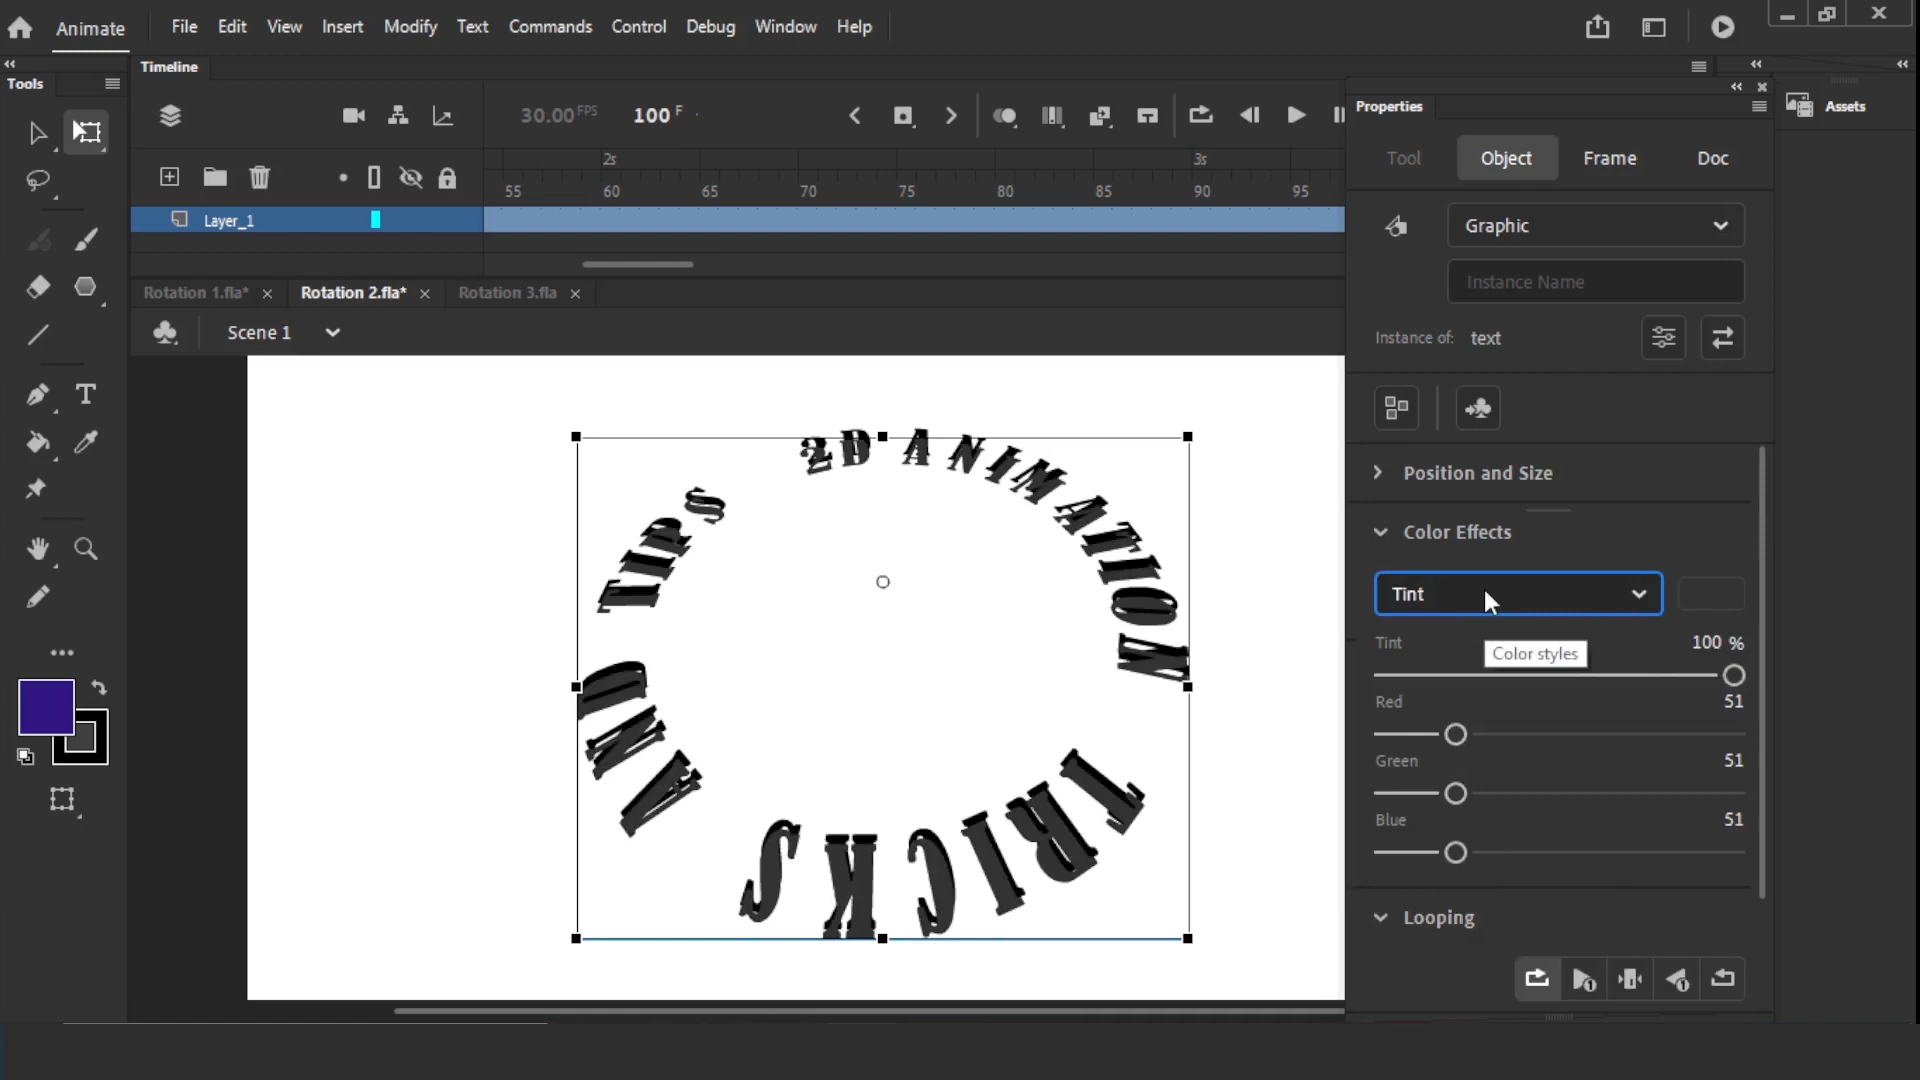 Animate File Edit View Insert Modify Text Commands Control Debug Window Help
Tools
Timeline
30.00 FPS 100 F
2s 3s
55 60 65 70 75 80 85 90 95
Layer_1
Rotation 1.fla* Rotation 2.fla* Rotation 3.fla
Scene 1
2D ANIMATION TRICKS AND TIPS
Properties
Assets
Tool Object Frame Doc
Graphic
Instance Name
Instance of: text
Position and Size
Color Effects
Tint
Tint 100 %
Color styles
Red 51
Green 51
Blue 51
Looping